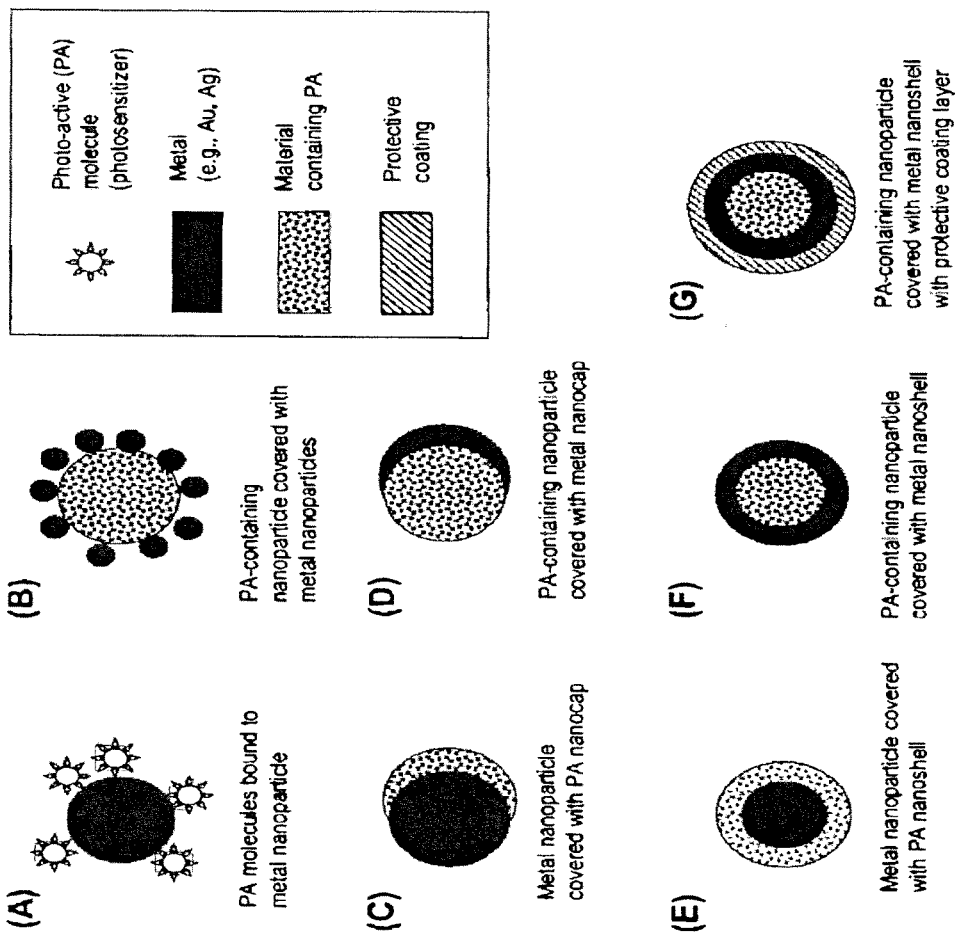 (A)
PA molecules bound to
metal nanoparticle
(B)
PA-containing
nanoparticle covered with
metal nanoparticles
Photo-active (PA)
molecule
(photosensitizer)
Metal
(e.g., Au, Ag)
Material
containing PA
Protective
coating
(C)
Metal nanoparticle
covered with PA nanocap
(D)
PA-containing nanoparticle
covered with metal nanocap
(E)
Metal nanoparticle covered
with PA nanoshell
(F)
PA-containing nanoparticle
covered with metal nanoshell
(G)
PA-containing nanoparticle
covered with metal nanoshell
with protective coating layer